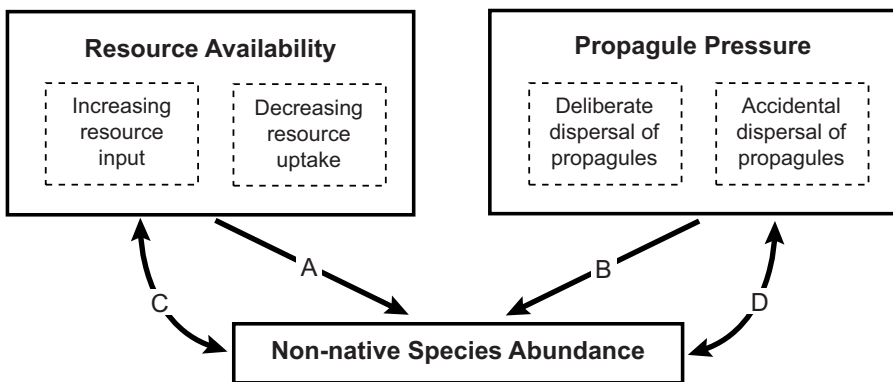 Resource Availability
Increasing
resource
input
Decreasing
resource
uptake
Propagule Pressure
Deliberate
dispersal of
propagules
Accidental
dispersal of
propagules
A
B
C
D
Non-native Species Abundance